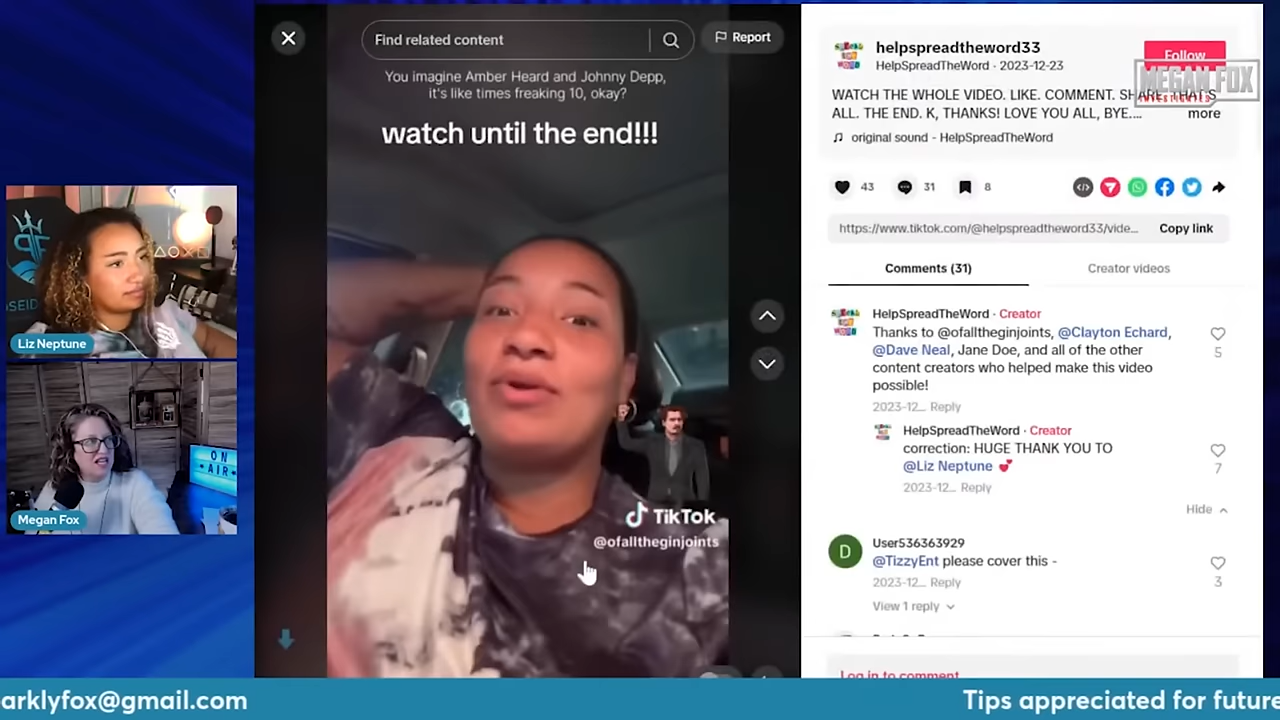 Find related content
Report
You imagine Amber Heard and Johnny Depp,
it's like times freaking 10, okay?
watch until the end!!!
TikTok
@ofalltheginjoints
Liz Neptune
ON
AIR
Megan Fox
helpspreadtheword33
HelpSpreadTheWord · 2023-12-23
Follow
MEGAN FOX
WATCH THE WHOLE VIDEO. LIKE. COMMENT. SHARE. THAT'S
ALL. THE END. K, THANKS! LOVE YOU ALL, BYE....
more
original sound - HelpSpreadTheWord
43
31
8
https://www.tiktok.com/@helpspreadtheword33/vide...
Copy link
Comments (31)
Creator videos
HelpSpreadTheWord · Creator
Thanks to @ofalltheginjoints, @Clayton Echard,
@Dave Neal, Jane Doe, and all of the other
content creators who helped make this video
possible!
5
2023-12... Reply
HelpSpreadTheWord · Creator
correction: HUGE THANK YOU TO
@Liz Neptune 💕
7
2023-12... Reply
Hide
D
User536363929
@TizzyEnt please cover this -
3
2023-12... Reply
View 1 reply
Log in to comment
arklyfox@gmail.com
Tips appreciated for future